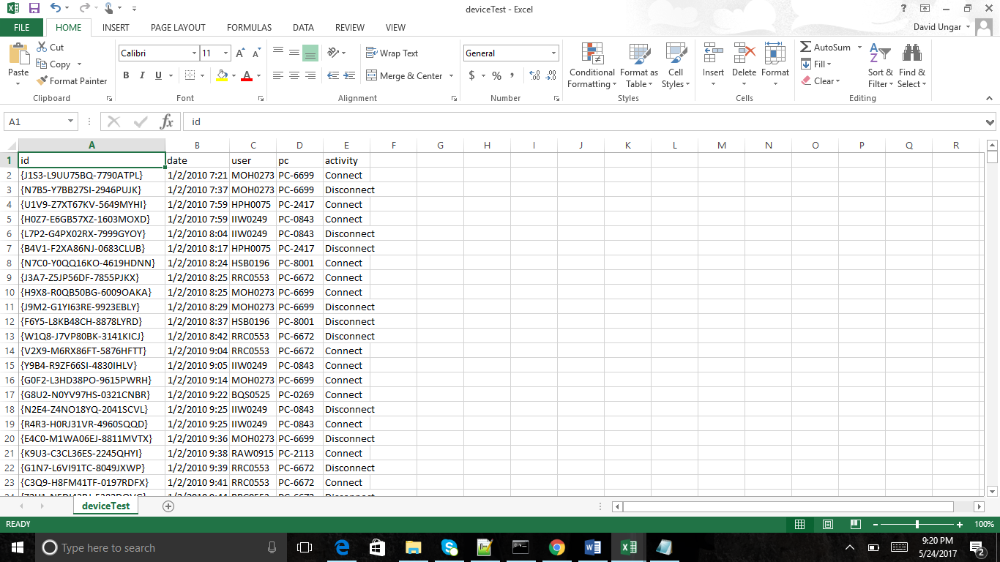 deviceTest - Excel
FILE HOME INSERT PAGE LAYOUT FORMULAS DATA REVIEW VIEW David Ungar
Paste Cut Copy Format Painter
Calibri 11
B I U A
Wrap Text
Merge & Center
General
$ % ,
Conditional Formatting Format as Table Cell Styles
Insert Delete Format
AutoSum Fill Clear
Sort & Filter Find & Select
Clipboard Font Alignment Number Styles Cells Editing
A1 fx id
A B C D E F G H I J K L M N O P Q R
1 id date user pc activity
2 {J1S3-L9UU75BQ-7790ATPL} 1/2/2010 7:21 MOH0273 PC-6699 Connect
3 {N7B5-Y7BB27SI-2946PUJK} 1/2/2010 7:37 MOH0273 PC-6699 Disconnect
4 {U1V9-Z7XT67KV-5649MYHI} 1/2/2010 7:59 HPH0075 PC-2417 Connect
5 {H0Z7-E6GB57XZ-1603MOXD} 1/2/2010 7:59 IIW0249 PC-0843 Connect
6 {L7P2-G4PX02RX-7999GYOY} 1/2/2010 8:04 IIW0249 PC-0843 Disconnect
7 {B4V1-F2XA86NJ-0683CLUB} 1/2/2010 8:17 HPH0075 PC-2417 Disconnect
8 {N7C0-Y0QQ16KO-4619HDNN} 1/2/2010 8:24 HSB0196 PC-8001 Connect
9 {J3A7-Z5JP56DF-7855PJKX} 1/2/2010 8:25 RRC0553 PC-6672 Connect
10 {H9X8-R0QB50BG-6009OAKA} 1/2/2010 8:25 MOH0273 PC-6699 Connect
11 {J9M2-G1YI63RE-9923EBLY} 1/2/2010 8:29 MOH0273 PC-6699 Disconnect
12 {F6Y5-L8KB48CH-8878LYRD} 1/2/2010 8:37 HSB0196 PC-8001 Disconnect
13 {W1Q8-J7VP80BK-3141KICJ} 1/2/2010 8:42 RRC0553 PC-6672 Disconnect
14 {V2X9-M6RX86FT-5876HFTT} 1/2/2010 9:04 RRC0553 PC-6672 Connect
15 {Y9B4-R9ZF66SI-4830IHLV} 1/2/2010 9:05 IIW0249 PC-0843 Connect
16 {G0F2-L3HD38PO-9615PWRH} 1/2/2010 9:14 MOH0273 PC-6699 Connect
17 {G8U2-N0YV97HS-0321CNBR} 1/2/2010 9:22 BQS0525 PC-0269 Connect
18 {N2E4-Z4NO18YQ-2041SCVL} 1/2/2010 9:25 IIW0249 PC-0843 Disconnect
19 {R4R3-H0RJ31VR-4960SQQD} 1/2/2010 9:25 IIW0249 PC-0843 Connect
20 {E4C0-M1WA06EJ-8811MVTX} 1/2/2010 9:36 MOH0273 PC-6699 Disconnect
21 {K9U3-C3CL36ES-2245QHYI} 1/2/2010 9:38 RAW0915 PC-2113 Connect
22 {G1N7-L6VI91TC-8049JXWP} 1/2/2010 9:39 RRC0553 PC-6672 Disconnect
23 {C3Q9-H8FM41TF-0197RDFX} 1/2/2010 9:41 RRC0553 PC-6672 Connect
deviceTest
READY 100%
Type here to search
9:20 PM
5/24/2017
2